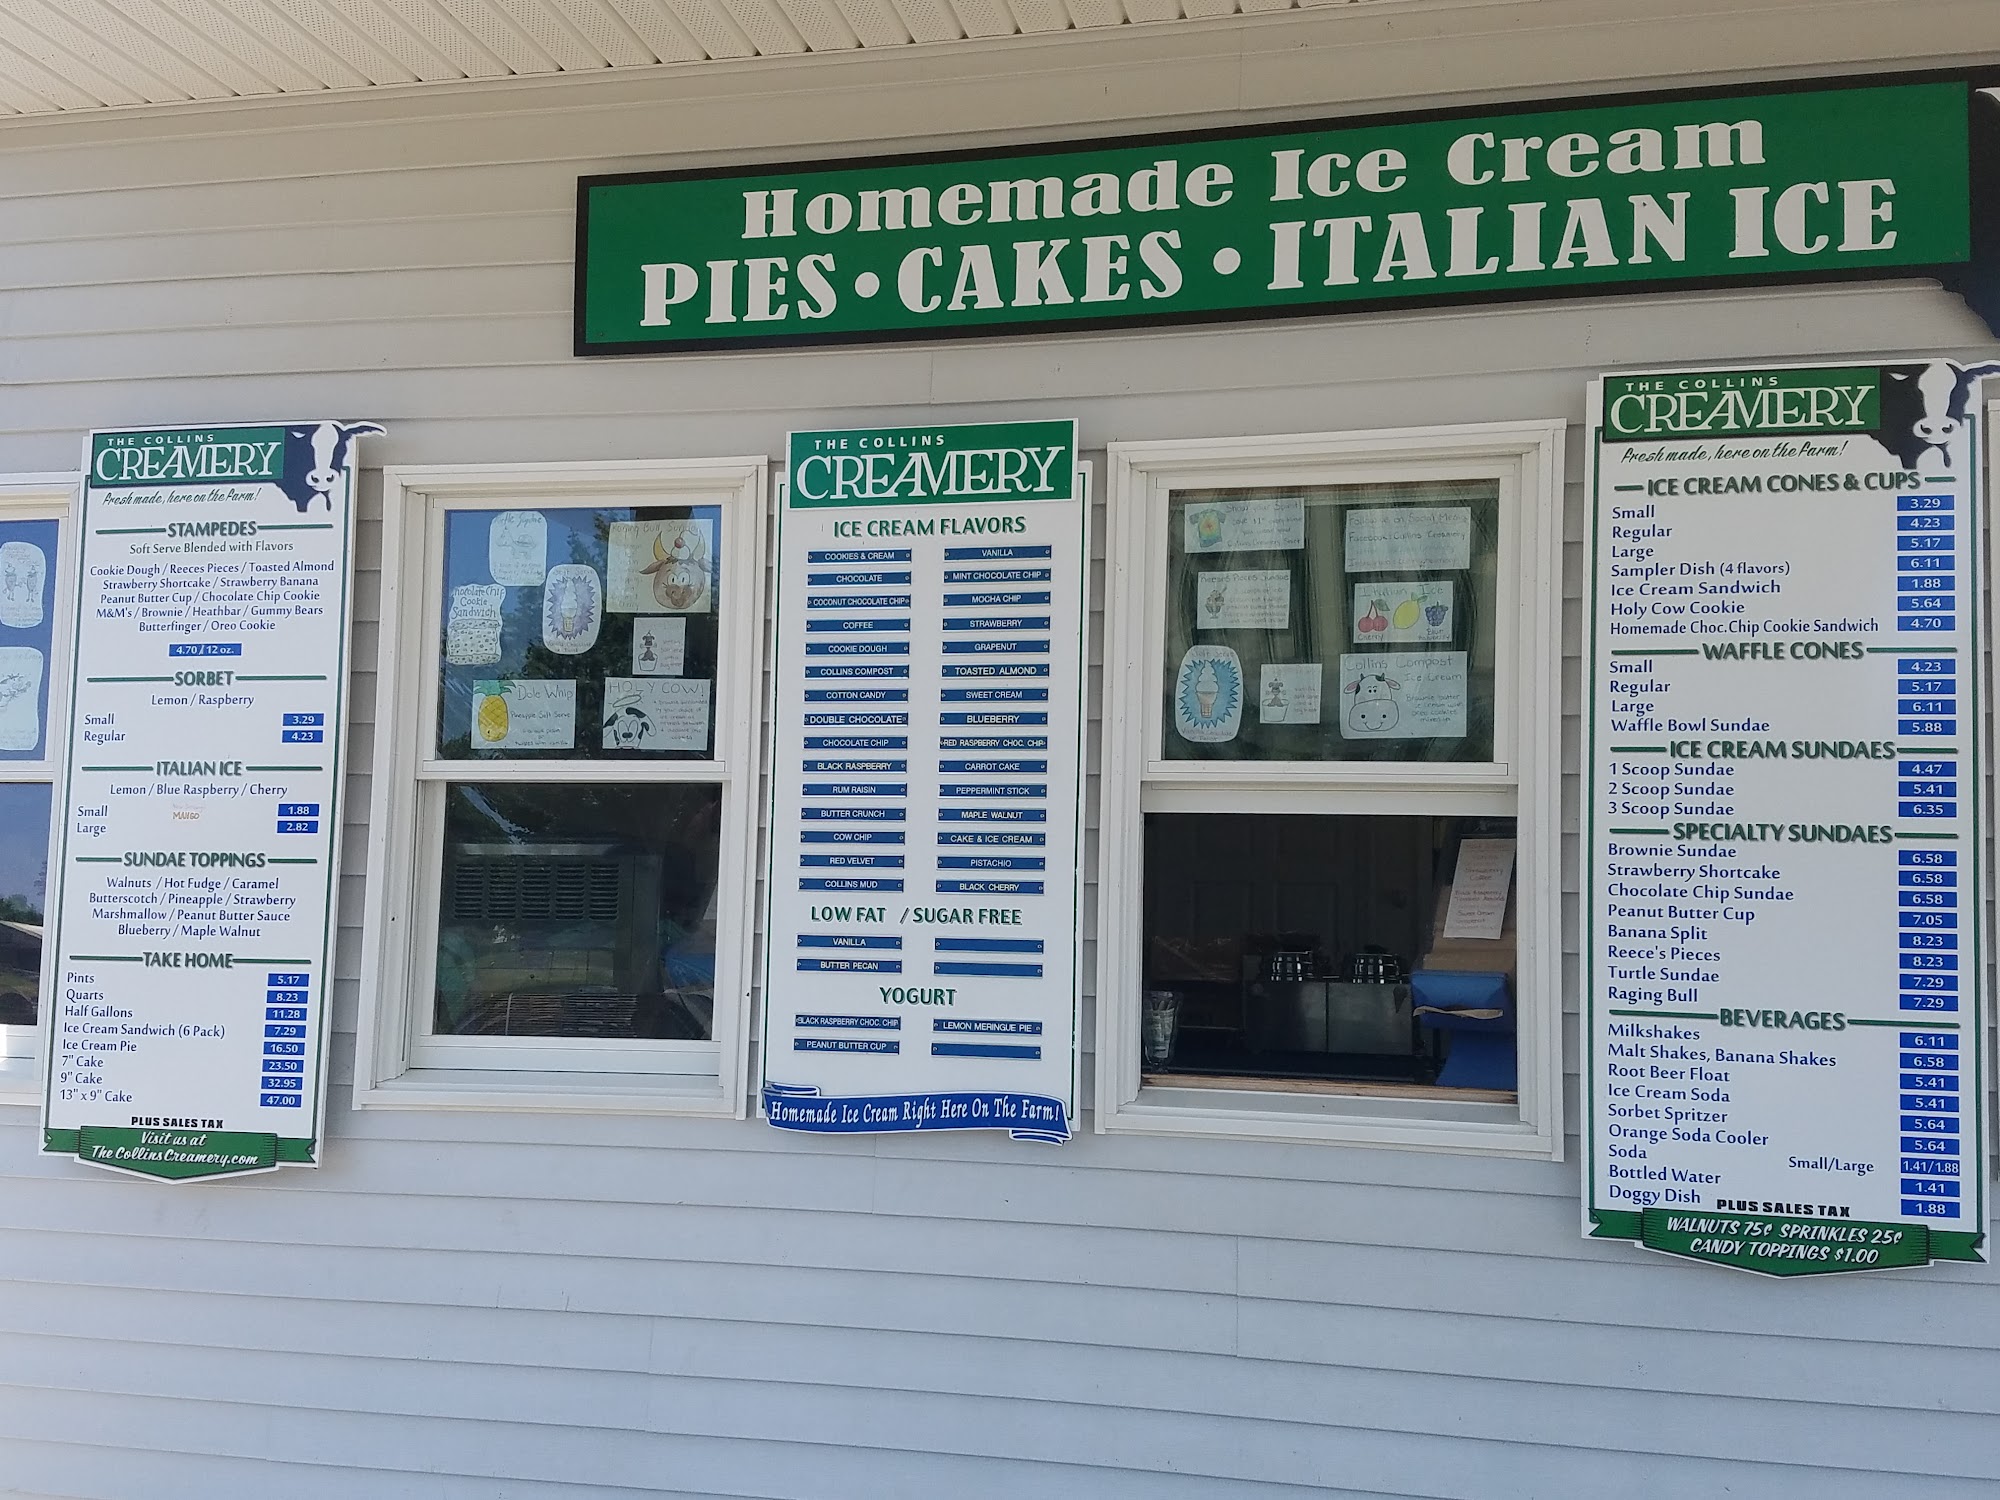 Homemade Ice Cream
PIES • CAKES • ITALIAN ICE
THE COLLINS
CREAMERY
Fresh made, here on the farm!
STAMPEDES
Soft Serve Blended with Flavors
Cookie Dough / Reeces Pieces / Toasted Almond
Strawberry Shortcake / Strawberry Banana
Peanut Butter Cup / Chocolate Chip Cookie
M&M's / Brownie / Heathbar / Gummy Bears
Butterfinger / Oreo Cookie
4.70 / 12 oz.
SORBET
Lemon / Raspberry
Small 3.29
Regular 4.23
ITALIAN ICE
Lemon / Blue Raspberry / Cherry
Small MANGO 1.88
Large 2.82
SUNDAE TOPPINGS
Walnuts / Hot Fudge / Caramel
Butterscotch / Pineapple / Strawberry
Marshmallow / Peanut Butter Sauce
Blueberry / Maple Walnut
TAKE HOME
Pints 5.17
Quarts 8.23
Half Gallons 11.28
Ice Cream Sandwich (6 Pack) 7.29
Ice Cream Pie 16.50
7" Cake 23.50
9" Cake 32.95
13" x 9" Cake 47.00
PLUS SALES TAX
Visit us at
TheCollinsCreamery.com
Chocolate Chip
Cookie
Sandwich
Dole Whip
Pineapple Soft Serve
HOLY COW!
THE COLLINS
CREAMERY
ICE CREAM FLAVORS
COOKIES & CREAM VANILLA
CHOCOLATE MINT CHOCOLATE CHIP
COCONUT CHOCOLATE CHIP MOCHA CHIP
COFFEE STRAWBERRY
COOKIE DOUGH GRAPENUT
COLLINS COMPOST TOASTED ALMOND
COTTON CANDY SWEET CREAM
DOUBLE CHOCOLATE BLUEBERRY
CHOCOLATE CHIP RED RASPBERRY CHOC. CHIP
BLACK RASPBERRY CARROT CAKE
RUM RAISIN PEPPERMINT STICK
BUTTER CRUNCH MAPLE WALNUT
COW CHIP CAKE & ICE CREAM
RED VELVET PISTACHIO
COLLINS MUD BLACK CHERRY
LOW FAT / SUGAR FREE
VANILLA
BUTTER PECAN
YOGURT
BLACK RASPBERRY CHOC. CHIP LEMON MERINGUE PIE
PEANUT BUTTER CUP
Homemade Ice Cream Right Here On The Farm!
Follow us on Social Media
Italian Ice
Cherry Blue
Raspberry
Collins Compost
Ice Cream
THE COLLINS
CREAMERY
Fresh made, here on the farm!
ICE CREAM CONES & CUPS
Small 3.29
Regular 4.23
Large 5.17
Sampler Dish (4 flavors) 6.11
Ice Cream Sandwich 1.88
Holy Cow Cookie 5.64
Homemade Choc. Chip Cookie Sandwich 4.70
WAFFLE CONES
Small 4.23
Regular 5.17
Large 6.11
Waffle Bowl Sundae 5.88
ICE CREAM SUNDAES
1 Scoop Sundae 4.47
2 Scoop Sundae 5.41
3 Scoop Sundae 6.35
SPECIALTY SUNDAES
Brownie Sundae 6.58
Strawberry Shortcake 6.58
Chocolate Chip Sundae 6.58
Peanut Butter Cup 7.05
Banana Split 8.23
Reece's Pieces 8.23
Turtle Sundae 7.29
Raging Bull 7.29
BEVERAGES
Milkshakes 6.11
Malt Shakes, Banana Shakes 6.58
Root Beer Float 5.41
Ice Cream Soda 5.41
Sorbet Spritzer 5.64
Orange Soda Cooler 5.64
Soda Small/Large 1.41/1.88
Bottled Water 1.41
Doggy Dish 1.88
PLUS SALES TAX
WALNUTS 75¢ SPRINKLES 25¢
CANDY TOPPINGS $1.00